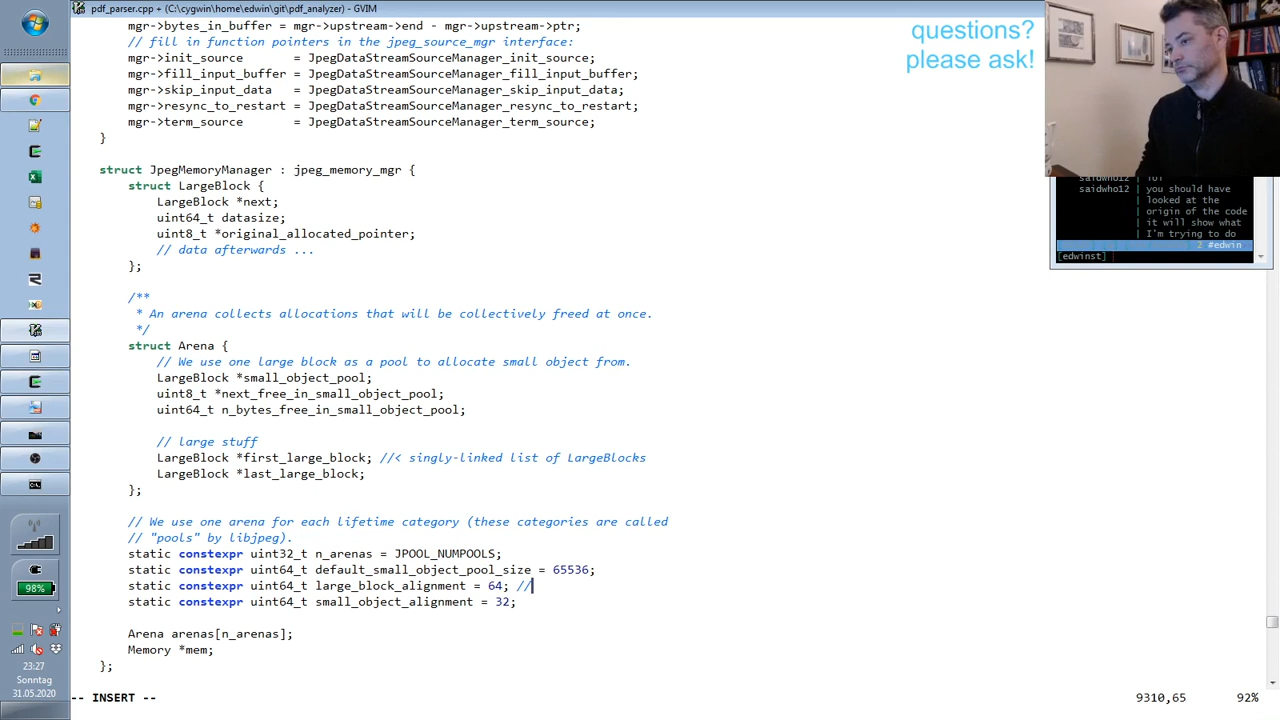 pdf_parser.cpp + (C:\cygwin\home\edwin\git\pdf_analyzer) - GVIM
mgr->bytes_in_buffer = mgr->upstream->end - mgr->upstream->ptr;
// fill in function pointers in the jpeg_source_mgr interface:
mgr->init_source       = JpegDataStreamSourceManager_init_source;
mgr->fill_input_buffer = JpegDataStreamSourceManager_fill_input_buffer;
mgr->skip_input_data   = JpegDataStreamSourceManager_skip_input_data;
mgr->resync_to_restart = JpegDataStreamSourceManager_resync_to_restart;
mgr->term_source       = JpegDataStreamSourceManager_term_source;
}
struct JpegMemoryManager : jpeg_memory_mgr {
struct LargeBlock {
LargeBlock *next;
uint64_t datasize;
uint8_t *original_allocated_pointer;
// data afterwards ...
};
/**
* An arena collects allocations that will be collectively freed at once.
*/
struct Arena {
// We use one large block as a pool to allocate small object from.
LargeBlock *small_object_pool;
uint8_t *next_free_in_small_object_pool;
uint64_t n_bytes_free_in_small_object_pool;
// large stuff
LargeBlock *first_large_block; //< singly-linked list of LargeBlocks
LargeBlock *last_large_block;
};
// We use one arena for each lifetime category (these categories are called
// "pools" by libjpeg).
static constexpr uint32_t n_arenas = JPOOL_NUMPOOLS;
static constexpr uint64_t default_small_object_pool_size = 65536;
static constexpr uint64_t large_block_alignment = 64; //
static constexpr uint64_t small_object_alignment = 32;
Arena arenas[n_arenas];
Memory *mem;
};
-- INSERT --
9310,65
92%
questions?
please ask!
saidwho12 | lol
saidwho12 | you should have
| looked at the
| origin of the code
| it will show what
| I'm trying to do
2 #edwin
[edwinst]
98%
23:27
Sonntag
31.05.2020